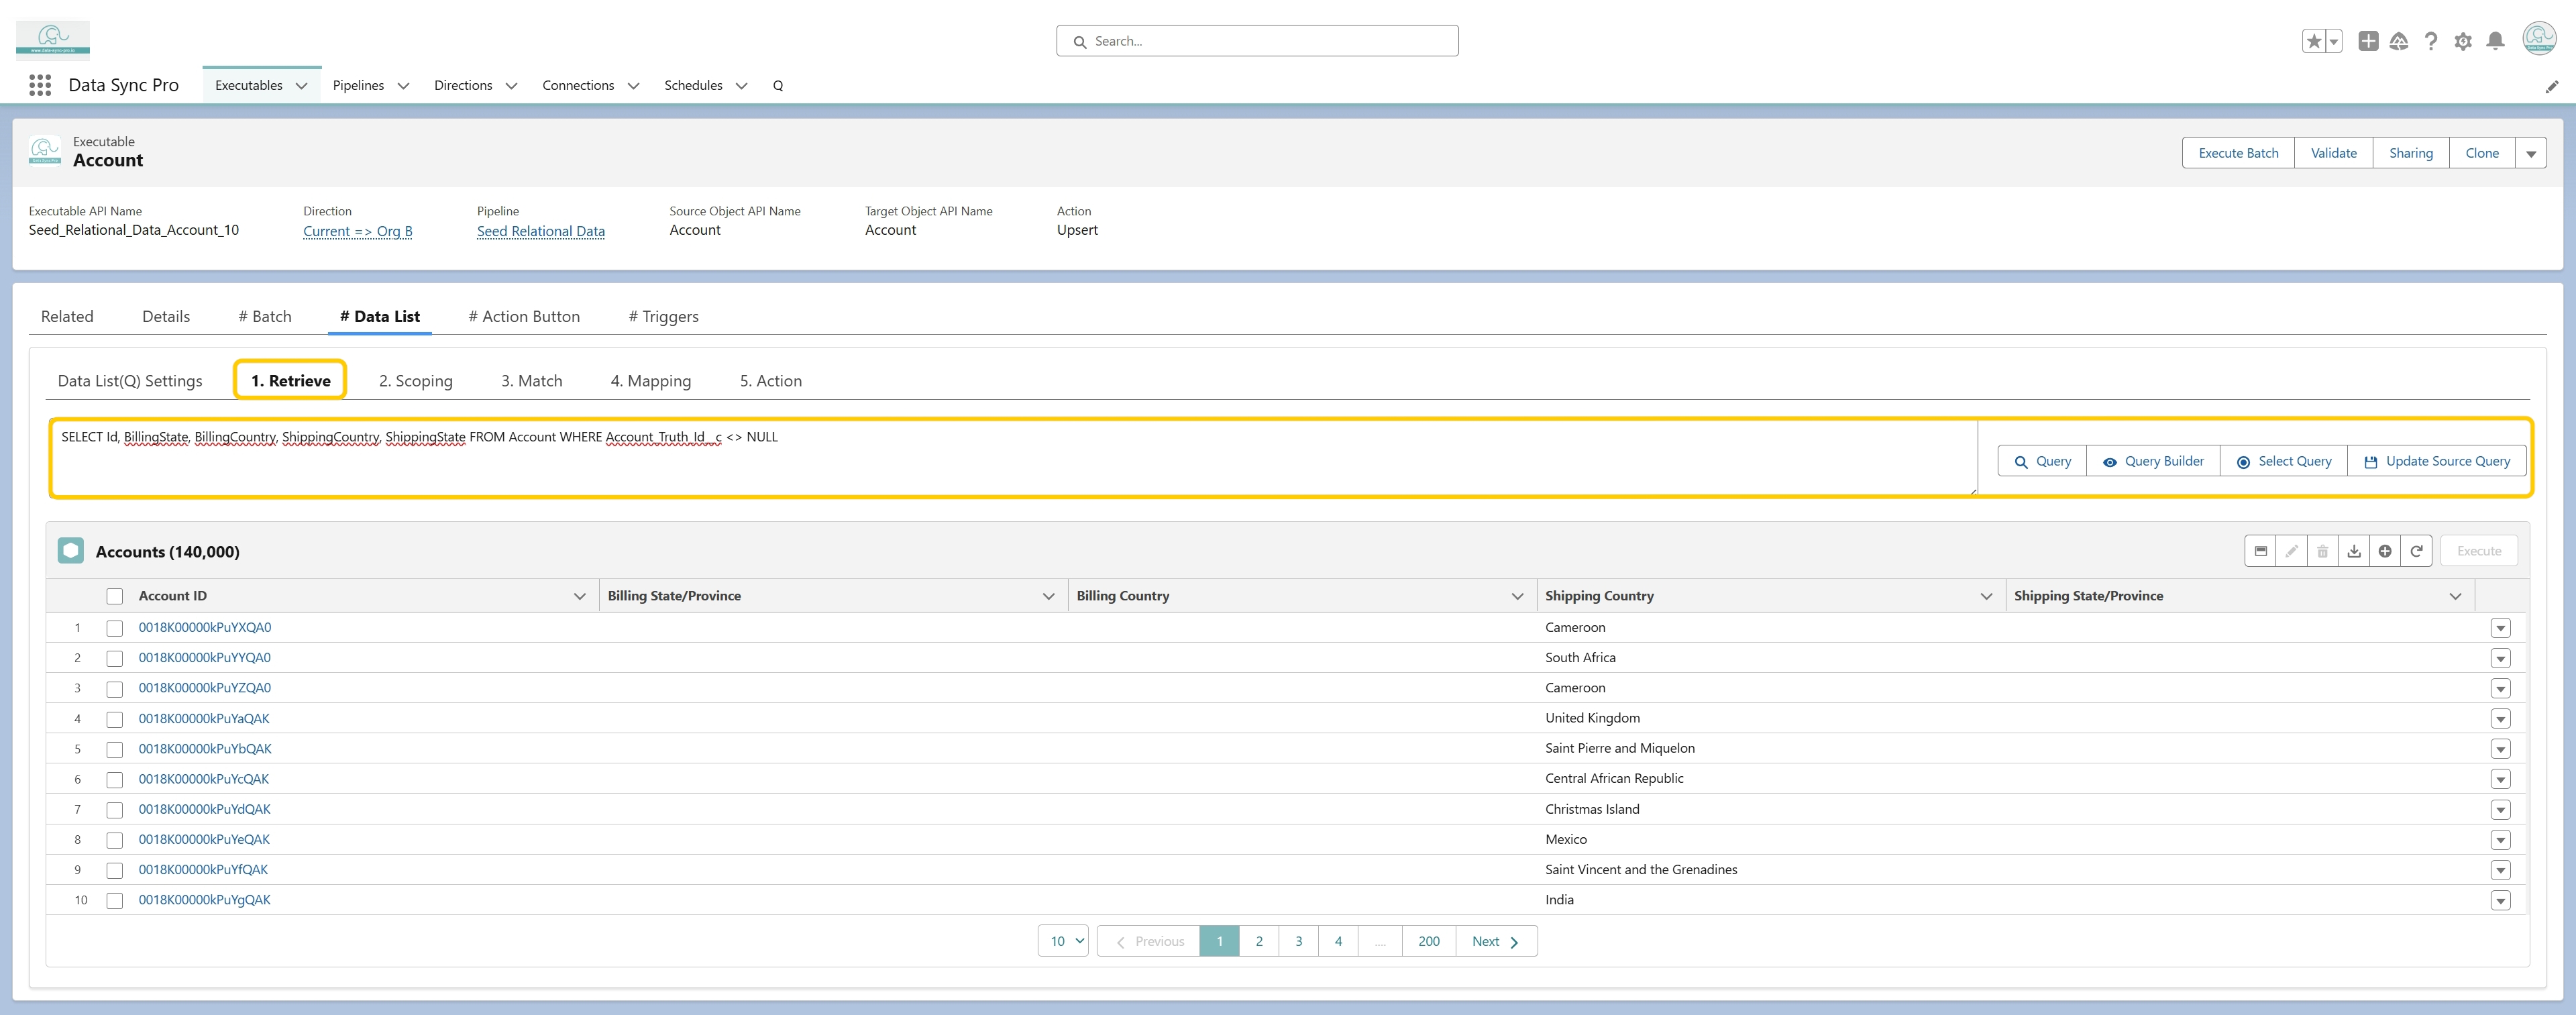 www.data-sync-pro.io
Search...
Data Sync Pro
Executables
Pipelines
Directions
Connections
Schedules
Q
Executable
Account
Execute Batch
Validate
Sharing
Clone
Executable API Name
Seed_Relational_Data_Account_10
Direction
Current => Org B
Pipeline
Seed Relational Data
Source Object API Name
Account
Target Object API Name
Account
Action
Upsert
Related
Details
# Batch
# Data List
# Action Button
# Triggers
Data List(Q) Settings
1. Retrieve
2. Scoping
3. Match
4. Mapping
5. Action
SELECT Id, BillingState, BillingCountry, ShippingCountry, ShippingState FROM Account WHERE Account_Truth_Id__c <> NULL
Query
Query Builder
Select Query
Update Source Query
Accounts (140,000)
Execute
Account ID
Billing State/Province
Billing Country
Shipping Country
Shipping State/Province
1 0018K00000kPuYXQA0 Cameroon
2 0018K00000kPuYYQA0 South Africa
3 0018K00000kPuYZQA0 Cameroon
4 0018K00000kPuYaQAK United Kingdom
5 0018K00000kPuYbQAK Saint Pierre and Miquelon
6 0018K00000kPuYcQAK Central African Republic
7 0018K00000kPuYdQAK Christmas Island
8 0018K00000kPuYeQAK Mexico
9 0018K00000kPuYfQAK Saint Vincent and the Grenadines
10 0018K00000kPuYgQAK India
10
Previous
1
2
3
4
....
200
Next